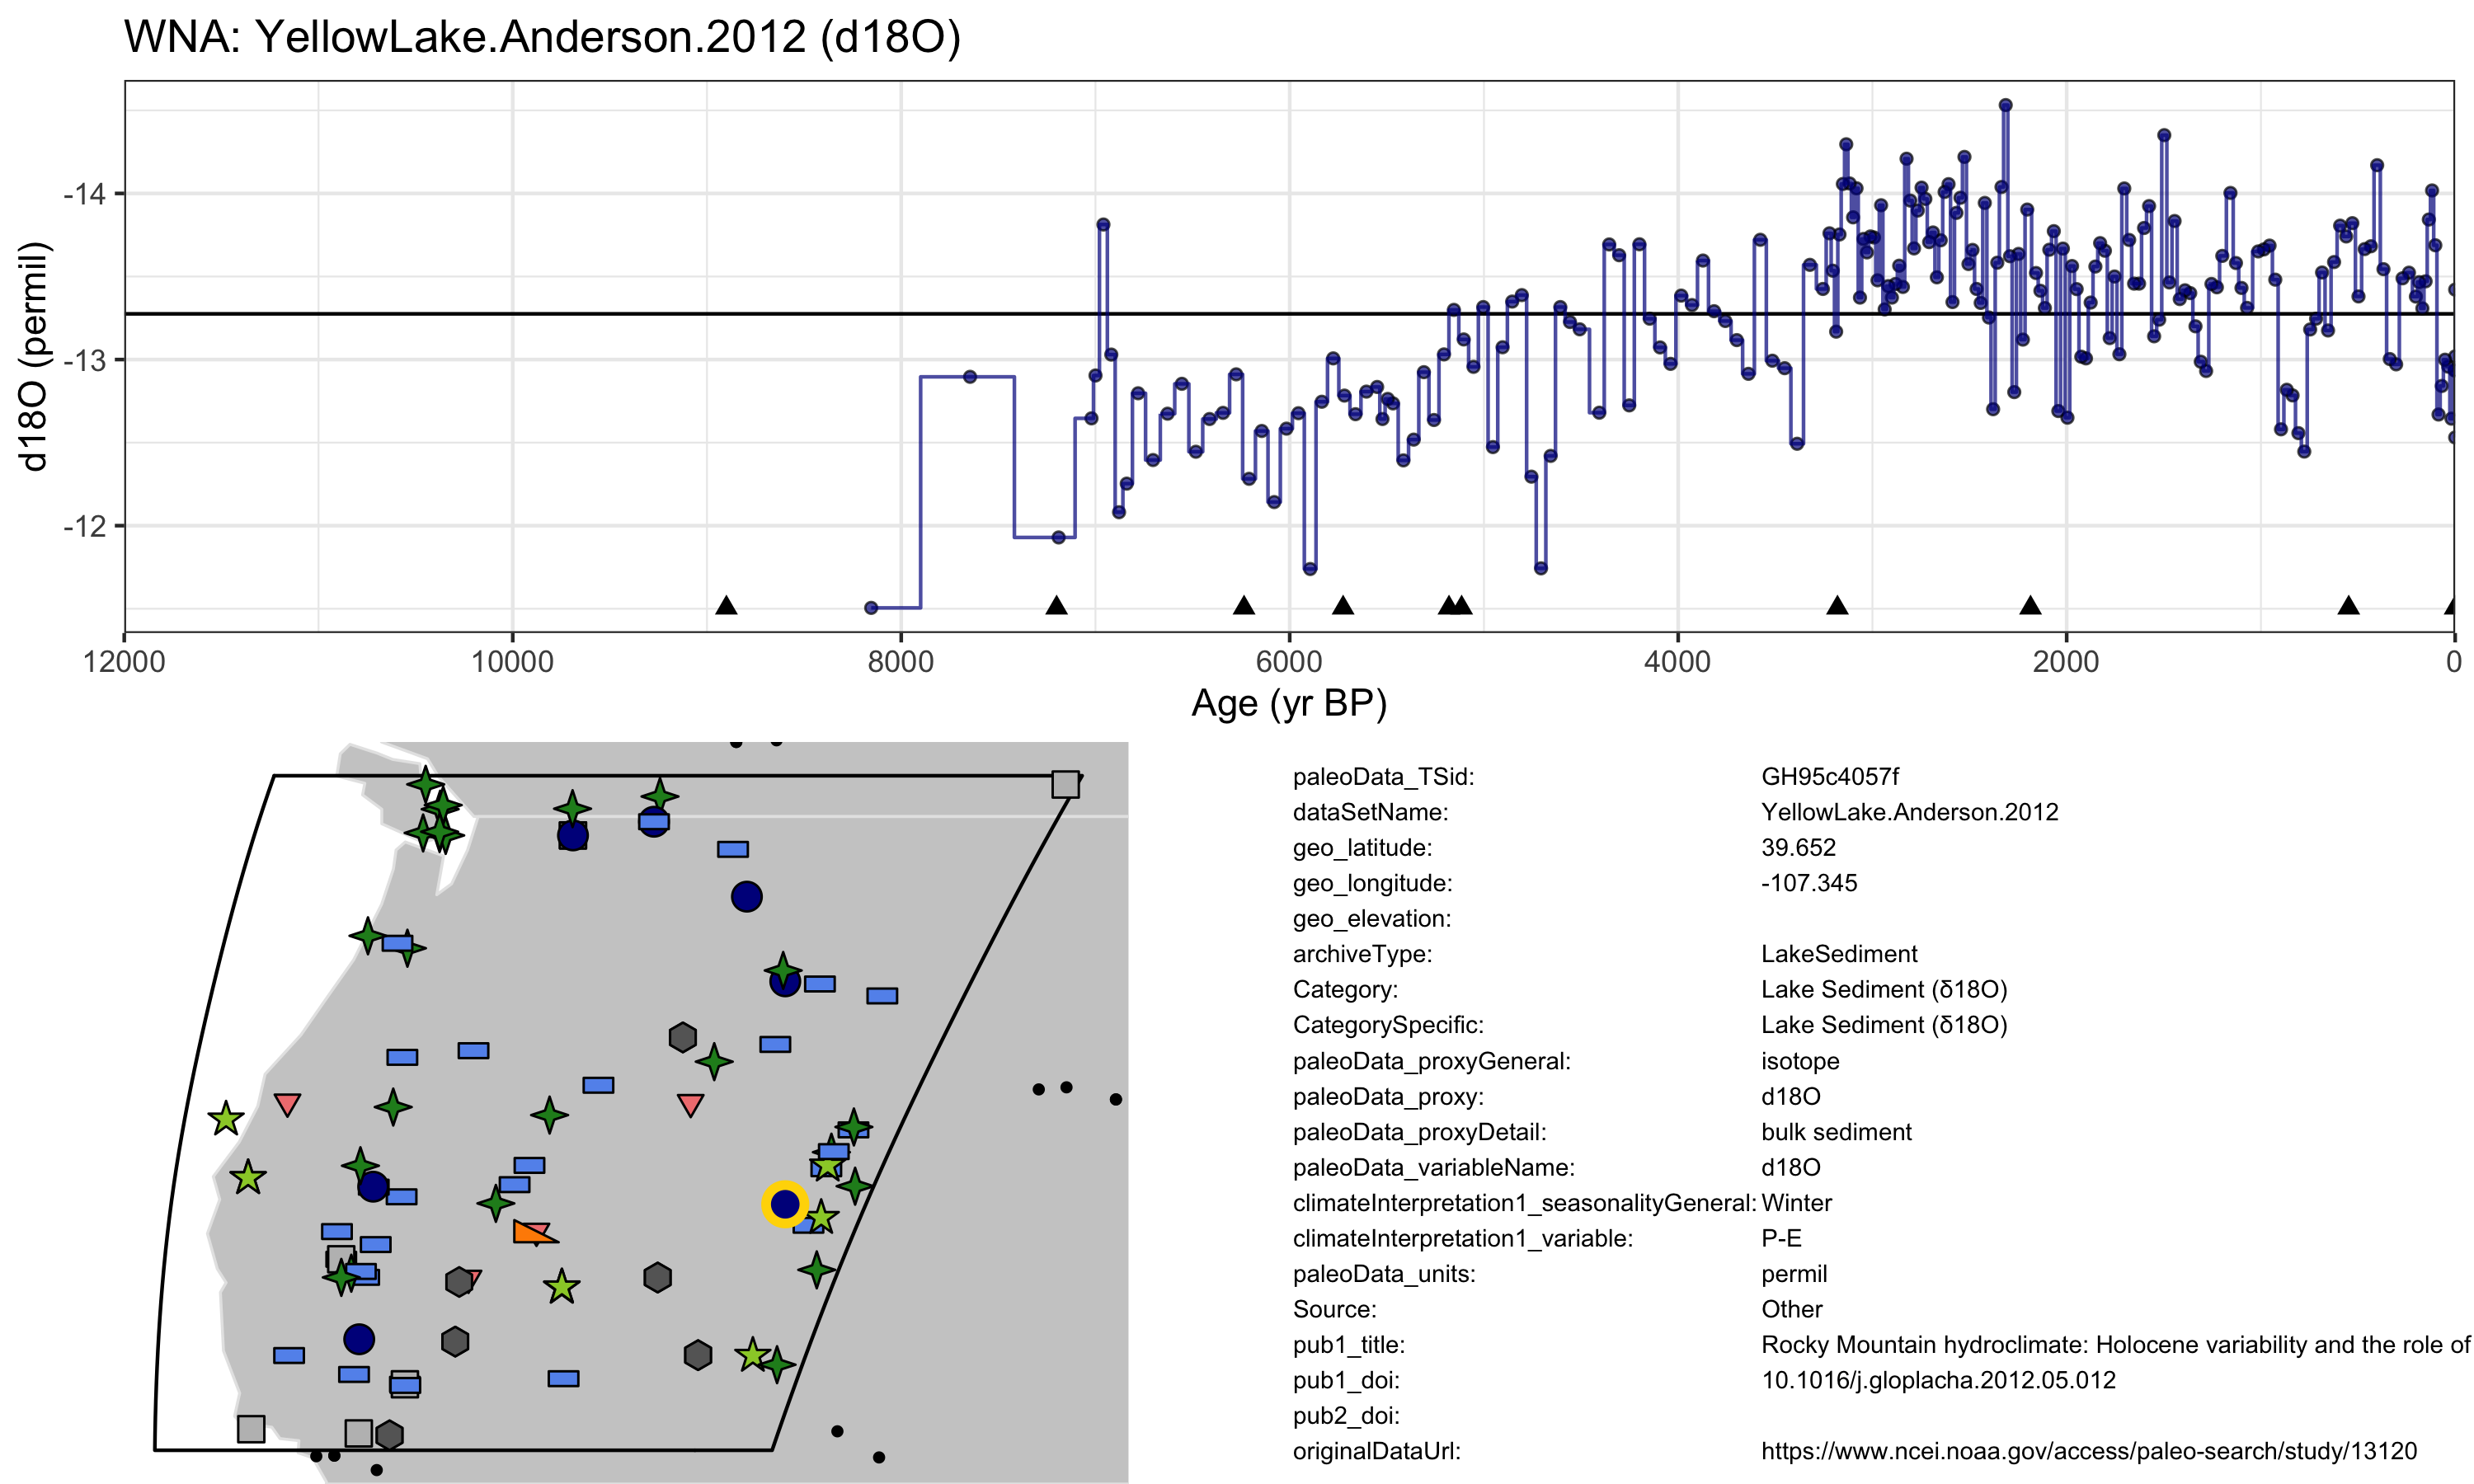 WNA: YellowLake.Anderson.2012 (d18O)
d18O (permil)
-14
-13
-12
12000 10000 8000 6000 4000 2000 0
Age (yr BP)
paleoData_TSid: GH95c4057f
dataSetName: YellowLake.Anderson.2012
geo_latitude: 39.652
geo_longitude: -107.345
geo_elevation:
archiveType: LakeSediment
Category: Lake Sediment (δ18O)
CategorySpecific: Lake Sediment (δ18O)
paleoData_proxyGeneral: isotope
paleoData_proxy: d18O
paleoData_proxyDetail: bulk sediment
paleoData_variableName: d18O
climateInterpretation1_seasonalityGeneral: Winter
climateInterpretation1_variable: P-E
paleoData_units: permil
Source: Other
pub1_title: Rocky Mountain hydroclimate: Holocene variability and the role of
pub1_doi: 10.1016/j.gloplacha.2012.05.012
pub2_doi:
originalDataUrl: https://www.ncei.noaa.gov/access/paleo-search/study/13120